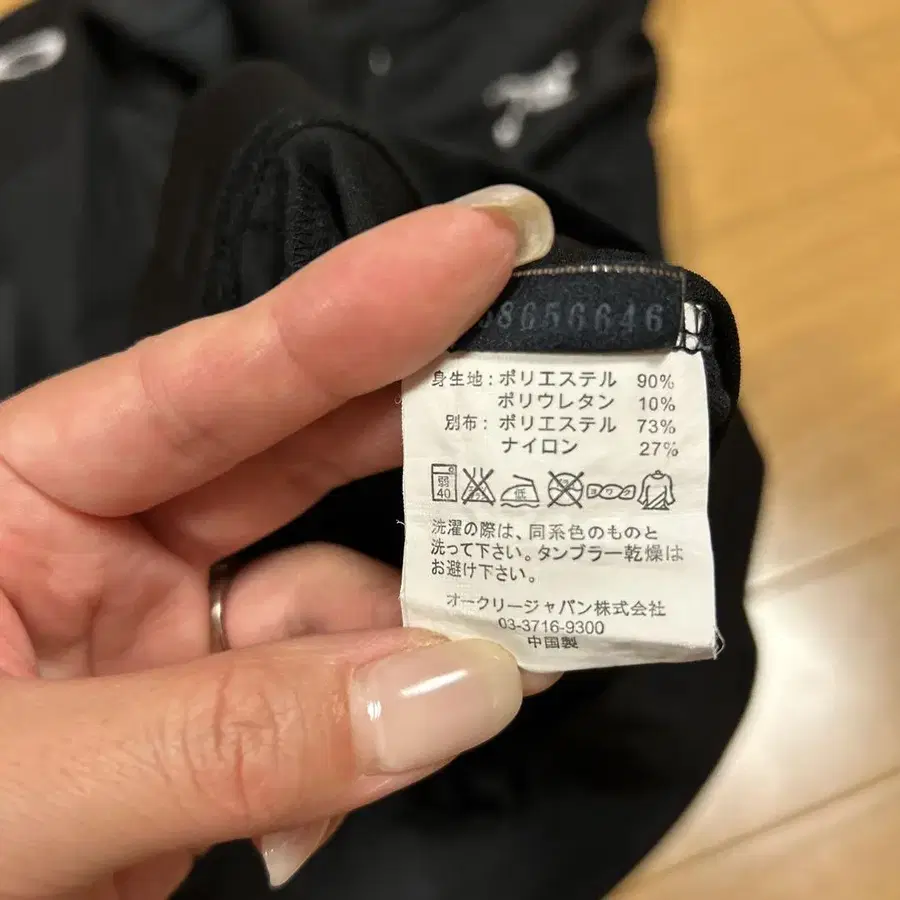 8656646
身生地：ポリエステル 90%
ポリウレタン 10%
別布：ポリエステル 73%
ナイロン 27%
弱 40 低 ヨワク
洗濯の際は、同系色のものと
洗って下さい。タンブラー乾燥は
お避け下さい。
オークリージャパン株式会社
03-3716-9300
中国製